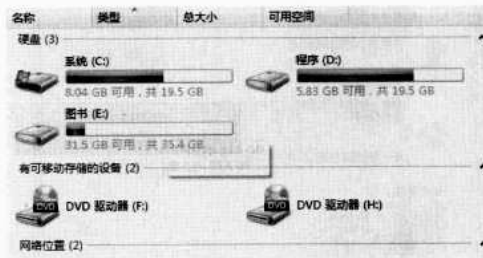 名称 类型 总大小 可用空间
硬盘 (3)
系统 (C:) 程序 (D:)
8.04 GB 可用，共 19.5 GB 5.83 GB 可用，共 19.5 GB
图书 (E:)
31.5 GB 可用，共 35.4 GB
有可移动存储的设备 (2)
DVD DVD 驱动器 (F:) DVD DVD 驱动器 (H:)
网络位置 (2)